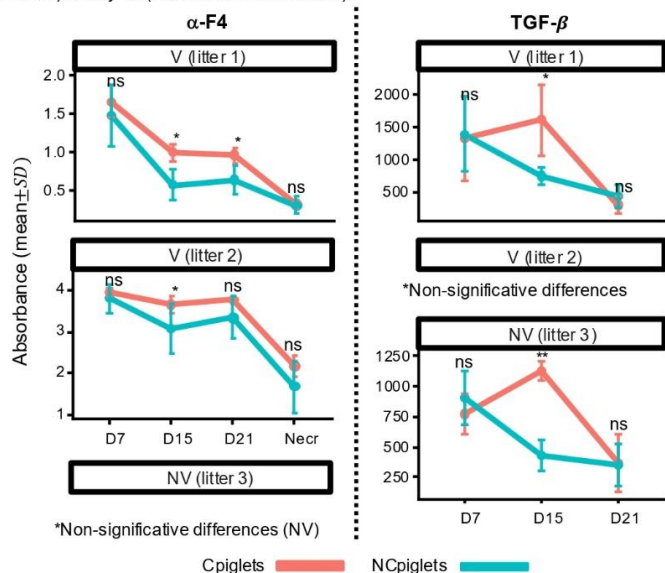 α-F4
V (litter 1)
2.0
1.5
1.0
0.5
ns
*
*
ns
V (litter 2)
4
3
2
1
ns
*
ns
ns
D7 D15 D21 Necr
NV (litter 3)
*Non-significative differences (NV)
Absorbance (mean±SD)
TGF-β
V (litter 1)
2000
1500
1000
500
ns
*
ns
V (litter 2)
*Non-significative differences
NV (litter 3)
1250
1000
750
500
250
ns
**
ns
D7 D15 D21
Cpiglets NCpiglets